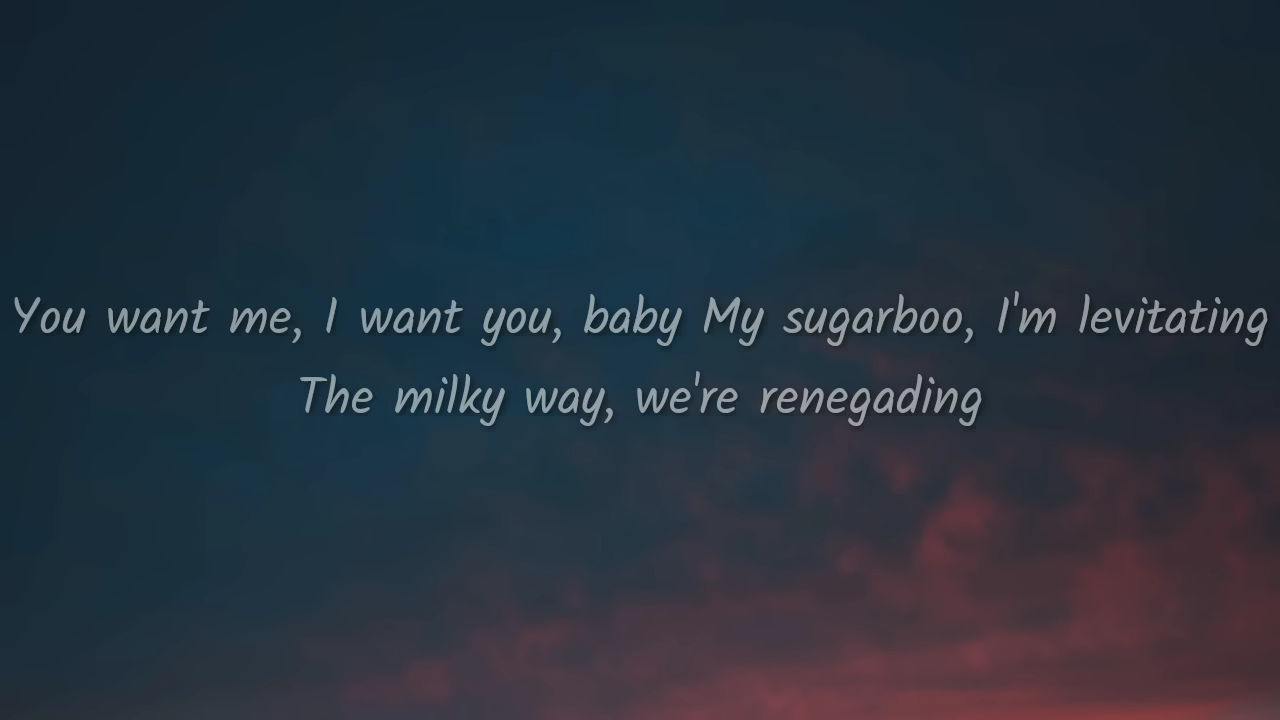 You want me, I want you, baby My sugarboo, I'm levitating
The milky way, we're renegading